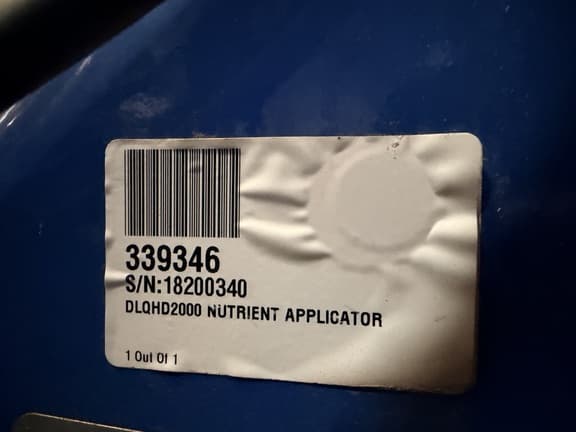 339346
S/N:18200340
DLQHD2000 NUTRIENT APPLICATOR
1 Out Of 1